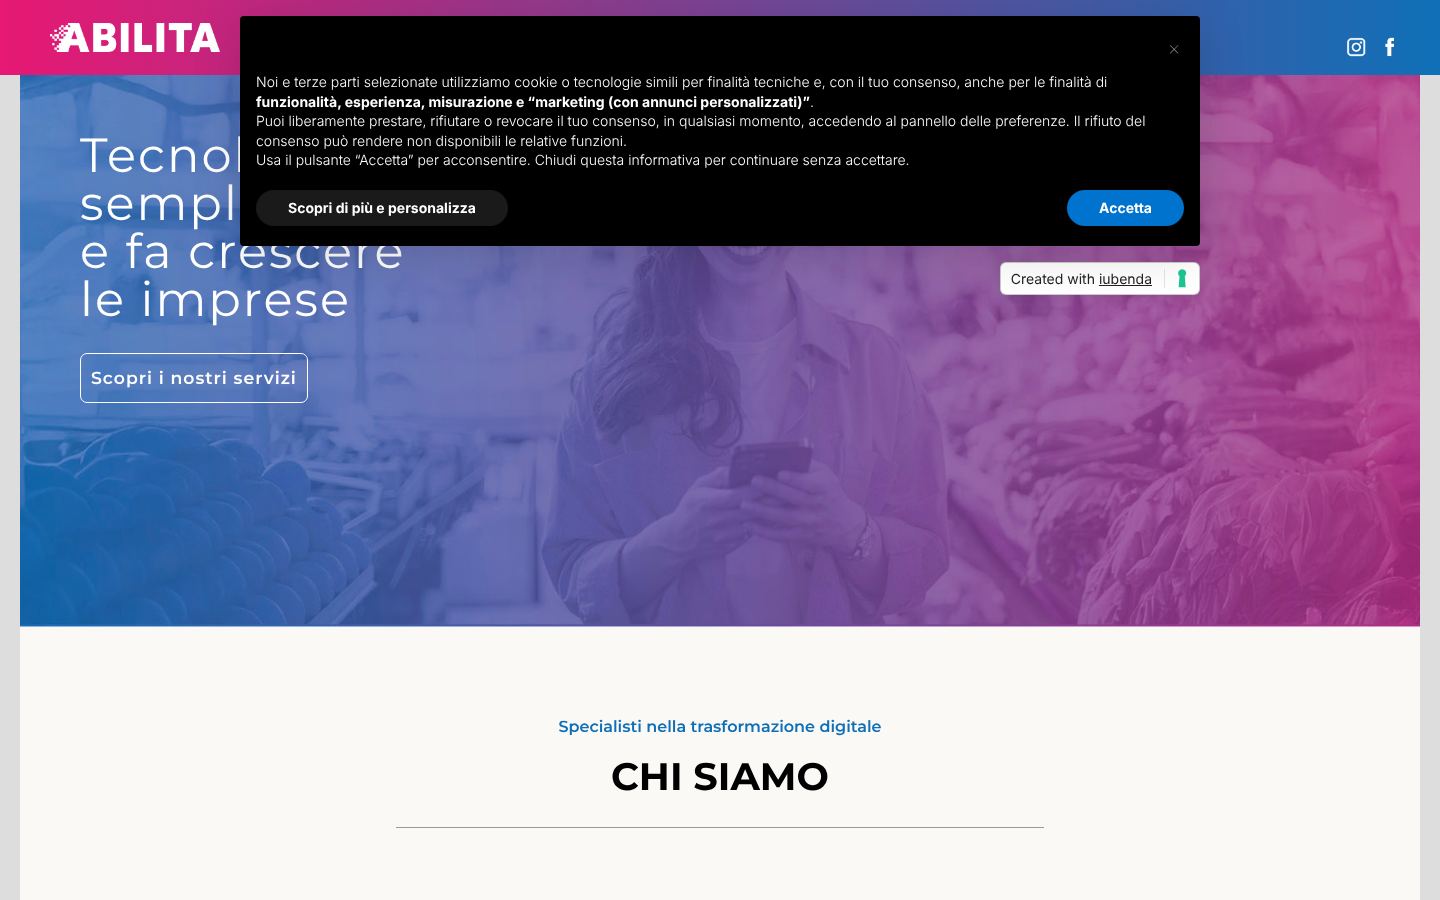 ABILITA
×
Noi e terze parti selezionate utilizziamo cookie o tecnologie simili per finalità tecniche e, con il tuo consenso, anche per le finalità di
funzionalità, esperienza, misurazione e “marketing (con annunci personalizzati)”.
Puoi liberamente prestare, rifiutare o revocare il tuo consenso, in qualsiasi momento, accedendo al pannello delle preferenze. Il rifiuto del
consenso può rendere non disponibili le relative funzioni.
Usa il pulsante “Accetta” per acconsentire. Chiudi questa informativa per continuare senza accettare.
Scopri di più e personalizza
Accetta
Created with iubenda
e fa crescere
le imprese
Scopri i nostri servizi
Specialisti nella trasformazione digitale
CHI SIAMO